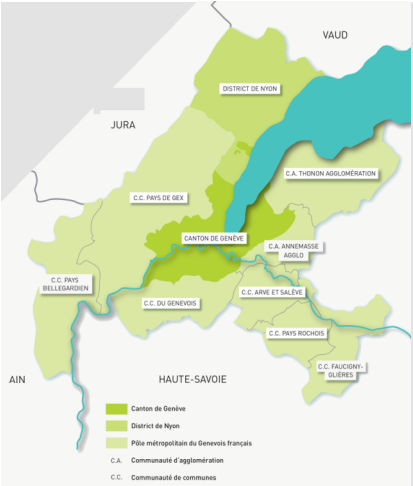 VAUD
DISTRICT DE NYON
JURA
C.A. THONON AGGLOMÉRATION
C.C. PAYS DE GEX
CANTON DE GENÈVE
C.A. ANNEMASSE
AGGLO
C.C. PAYS
BELLEGARDIEN
C.C. ARVE ET SALÈVE
C.C. DU GENEVOIS
C.C. PAYS ROCHOIS
C.C. FAUCIGNY-
GLIÈRES
AIN
HAUTE-SAVOIE
Canton de Genève
District de Nyon
Pôle métropolitain du Genevois français
C.A. Communauté d'agglomération
C.C. Communauté de communes